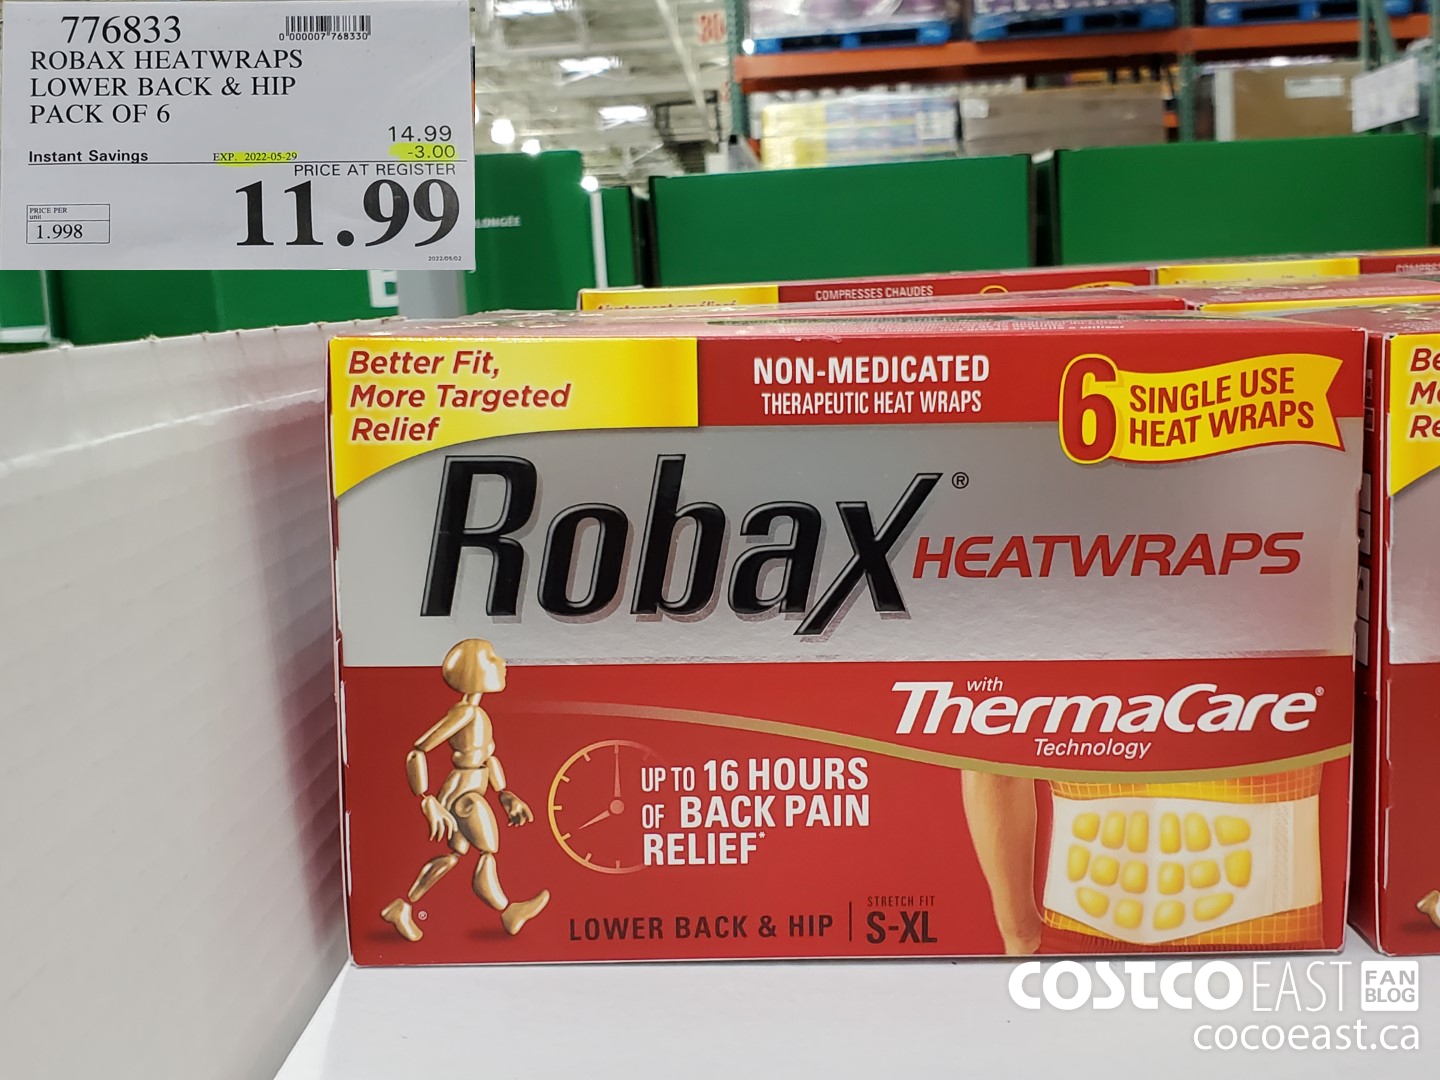 776833
0"000007"768330"
ROBAX HEATWRAPS
LOWER BACK & HIP
PACK OF 6
14.99
Instant Savings EXP. 2022-05-29 -3.00
PRICE AT REGISTER
11.99
PRICE PER
unit
1.998
2022/05/02
LONGÉE
COMPRESSES CHAUDES
Better Fit,
More Targeted
Relief
NON-MEDICATED
THERAPEUTIC HEAT WRAPS
6 SINGLE USE
HEAT WRAPS
Robax®
HEATWRAPS
with
ThermaCare®
Technology
UP TO 16 HOURS
OF BACK PAIN
RELIEF*
®
LOWER BACK & HIP
STRETCH FIT
S-XL
Be
Mo
Re
COSTCO EAST FAN
BLOG
cocoeast.ca